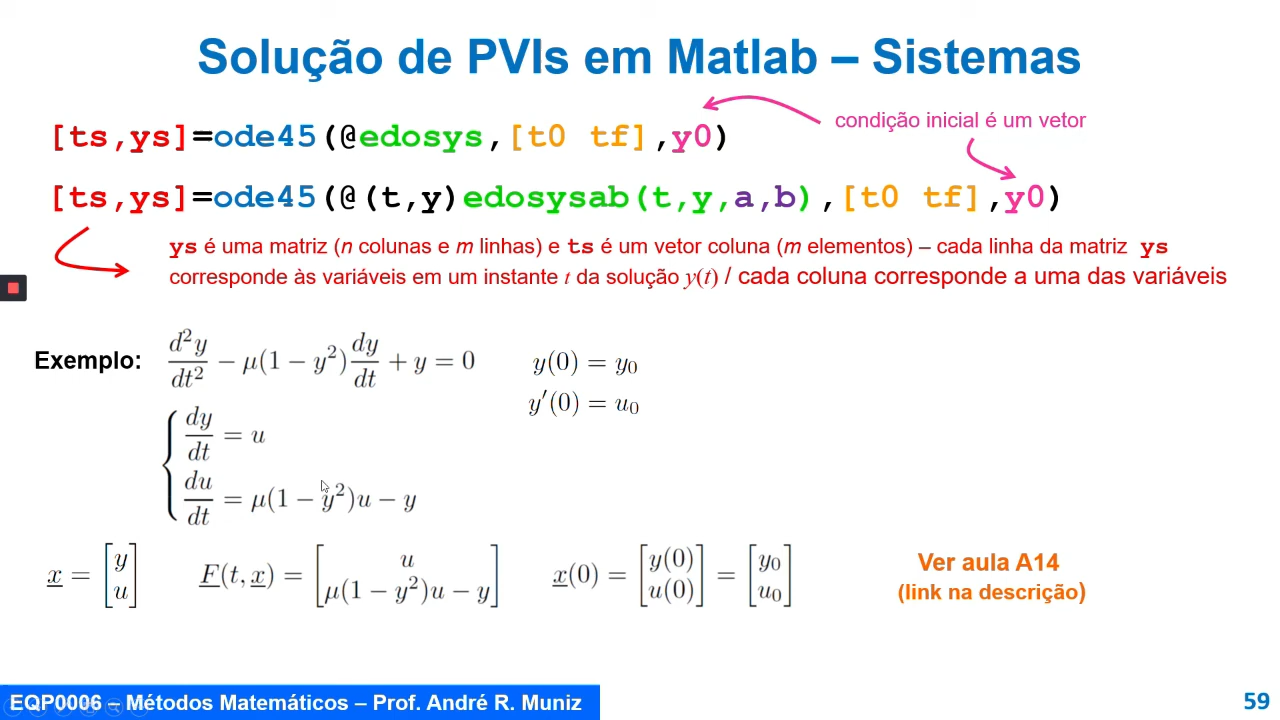 Solução de PVIs em Matlab – Sistemas
[ts,ys]=ode45(@edosys,[t0 tf],y0)
condição inicial é um vetor
[ts,ys]=ode45(@(t,y)edosysab(t,y,a,b),[t0 tf],y0)
ys é uma matriz (n colunas e m linhas) e ts é um vetor coluna (m elementos) – cada linha da matriz ys
corresponde às variáveis em um instante t da solução y(t) / cada coluna corresponde a uma das variáveis
Exemplo: d²y/dt² − μ(1 − y²)dy/dt + y = 0
y(0) = y₀
y′(0) = u₀
dy/dt = u
du/dt = μ(1 − y²)u − y
x = [y u] F(t, x) = [u μ(1 − y²)u − y] x(0) = [y(0) u(0)] = [y₀ u₀]
Ver aula A14
(link na descrição)
EQP0006 – Métodos Matemáticos – Prof. André R. Muniz
59